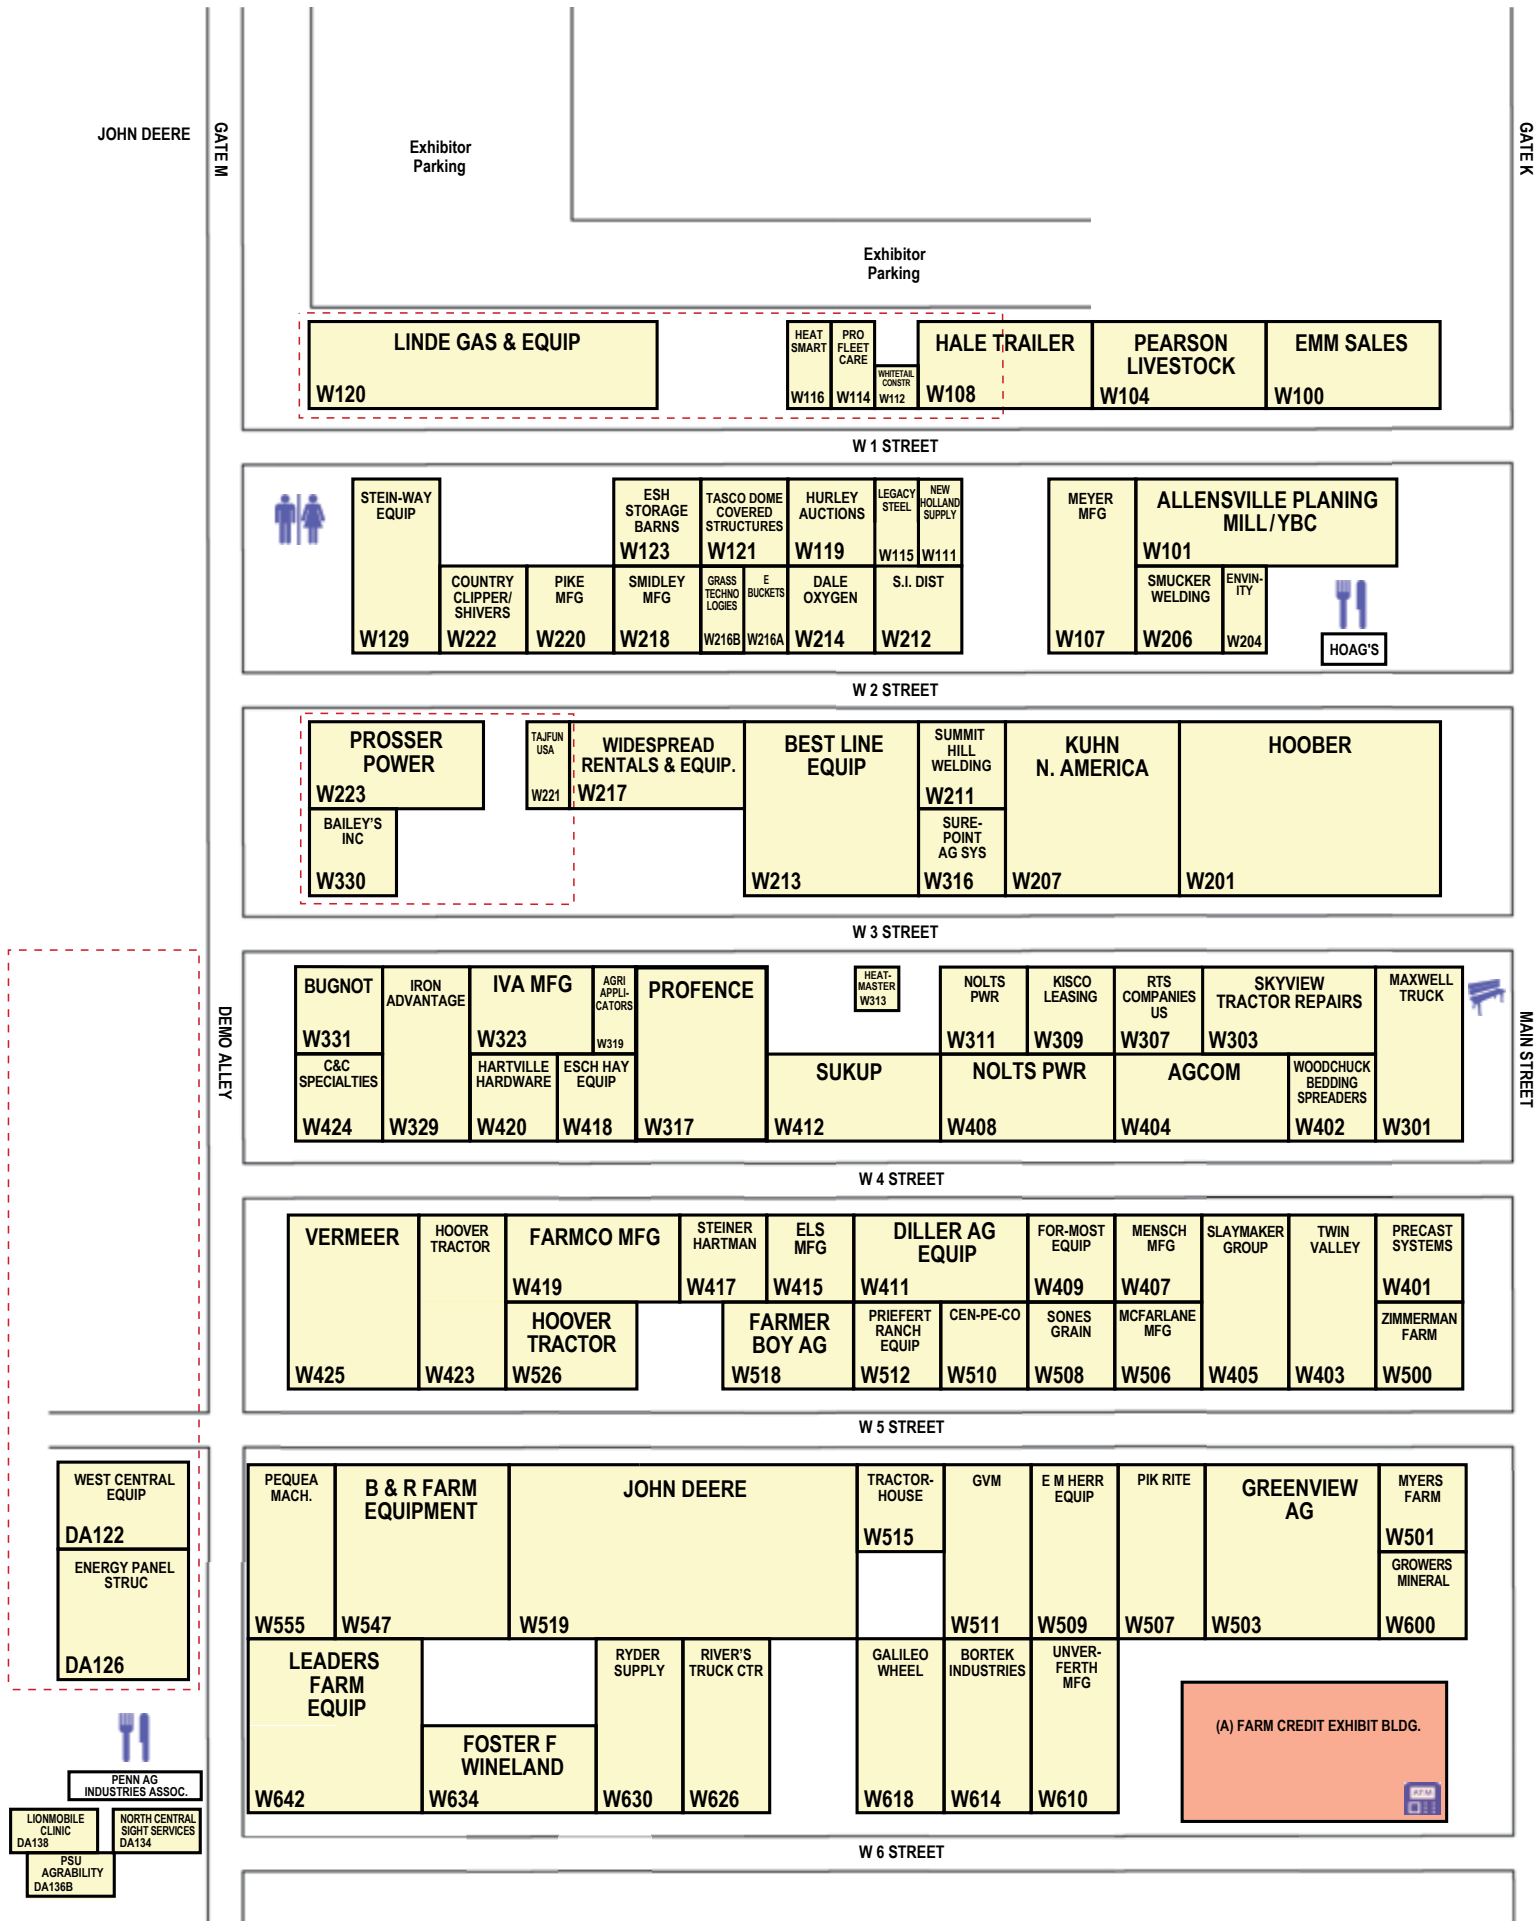 JOHN DEERE
GATE M
Exhibitor
Parking
GATE K
Exhibitor
Parking
LINDE GAS & EQUIP
W120
HEAT
SMART
W116
PRO
FLEET
CARE
W114
WHITETAIL
CONSTR
W112
HALE TRAILER
W108
PEARSON
LIVESTOCK
W104
EMM SALES
W100
W 1 STREET
STEIN-WAY
EQUIP
W129
ESH
STORAGE
BARNS
W123
TASCO DOME
COVERED
STRUCTURES
W121
HURLEY
AUCTIONS
W119
LEGACY
STEEL
W115
NEW
HOLLAND
SUPPLY
W111
MEYER
MFG
W107
ALLENSVILLE PLANING
MILL/YBC
W101
COUNTRY
CLIPPER/
SHIVERS
W222
PIKE
MFG
W220
SMIDLEY
MFG
W218
GRASS
TECHNO
LOGIES
W216B
E
BUCKETS
W216A
DALE
OXYGEN
W214
S.I. DIST
W212
SMUCKER
WELDING
W206
ENVIN-
ITY
W204
HOAG'S
W 2 STREET
PROSSER
POWER
W223
TAJFUN
USA
W221
WIDESPREAD
RENTALS & EQUIP.
W217
BEST LINE
EQUIP
W213
SUMMIT
HILL
WELDING
W211
KUHN
N. AMERICA
W207
HOOBER
W201
BAILEY'S
INC
W330
SURE-
POINT
AG SYS
W316
W 3 STREET
DEMO ALLEY
BUGNOT
W331
IRON
ADVANTAGE
W329
IVA MFG
W323
AGRI
APPLI-
CATORS
W319
PROFENCE
W317
HEAT-
MASTER
W313
NOLTS
PWR
W311
KISCO
LEASING
W309
RTS
COMPANIES
US
W307
SKYVIEW
TRACTOR REPAIRS
W303
MAXWELL
TRUCK
W301
MAIN STREET
C&C
SPECIALTIES
W424
HARTVILLE
HARDWARE
W420
ESCH HAY
EQUIP
W418
SUKUP
W412
NOLTS PWR
W408
AGCOM
W404
WOODCHUCK
BEDDING
SPREADERS
W402
W 4 STREET
VERMEER
W425
HOOVER
TRACTOR
W423
FARMCO MFG
W419
STEINER
HARTMAN
W417
ELS
MFG
W415
DILLER AG
EQUIP
W411
FOR-MOST
EQUIP
W409
MENSCH
MFG
W407
SLAYMAKER
GROUP
W405
TWIN
VALLEY
W403
PRECAST
SYSTEMS
W401
HOOVER
TRACTOR
W526
FARMER
BOY AG
W518
PRIEFERT
RANCH
EQUIP
W512
CEN-PE-CO
W510
SONES
GRAIN
W508
MCFARLANE
MFG
W506
ZIMMERMAN
FARM
W500
W 5 STREET
WEST CENTRAL
EQUIP
DA122
ENERGY PANEL
STRUC
DA126
PEQUEA
MACH.
W555
B & R FARM
EQUIPMENT
W547
JOHN DEERE
W519
TRACTOR-
HOUSE
W515
GVM
W511
E M HERR
EQUIP
W509
PIK RITE
W507
GREENVIEW
AG
W503
MYERS
FARM
W501
GROWERS
MINERAL
W600
LEADERS
FARM
EQUIP
W642
FOSTER F
WINELAND
W634
RYDER
SUPPLY
W630
RIVER'S
TRUCK CTR
W626
GALILEO
WHEEL
W618
BORTEK
INDUSTRIES
W614
UNVER-
FERTH
MFG
W610
(A) FARM CREDIT EXHIBIT BLDG.
ATM
PENN AG
INDUSTRIES ASSOC.
LIONMOBILE
CLINIC
DA138
NORTH CENTRAL
SIGHT SERVICES
DA134
PSU
AGRABILITY
DA136B
W 6 STREET